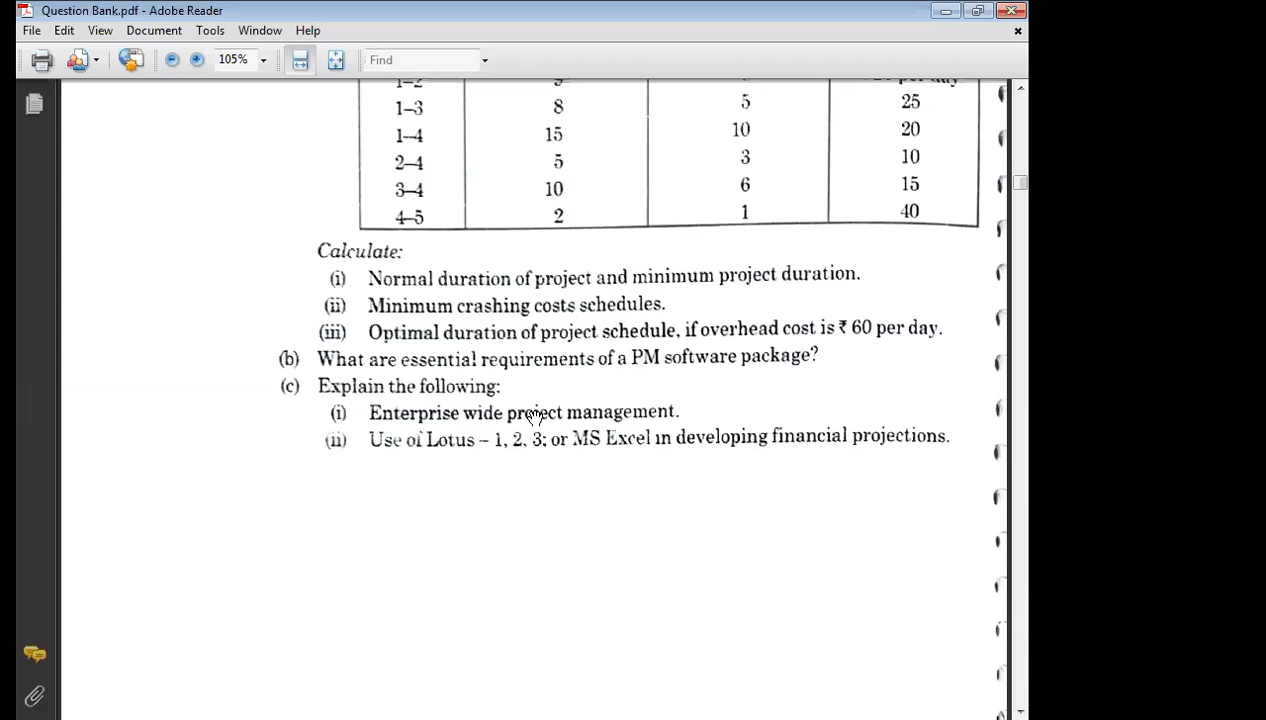 Question Bank.pdf - Adobe Reader
File Edit View Document Tools Window Help
105% Find
1–2 per day
1–3 8 5 25
1–4 15 10 20
2–4 5 3 10
3–4 10 6 15
4–5 2 1 40
Calculate:
(i) Normal duration of project and minimum project duration.
(ii) Minimum crashing costs schedules.
(iii) Optimal duration of project schedule, if overhead cost is ₹ 60 per day.
(b) What are essential requirements of a PM software package?
(c) Explain the following:
(i) Enterprise wide project management.
(ii) Use of Lotus – 1, 2, 3; or MS Excel in developing financial projections.